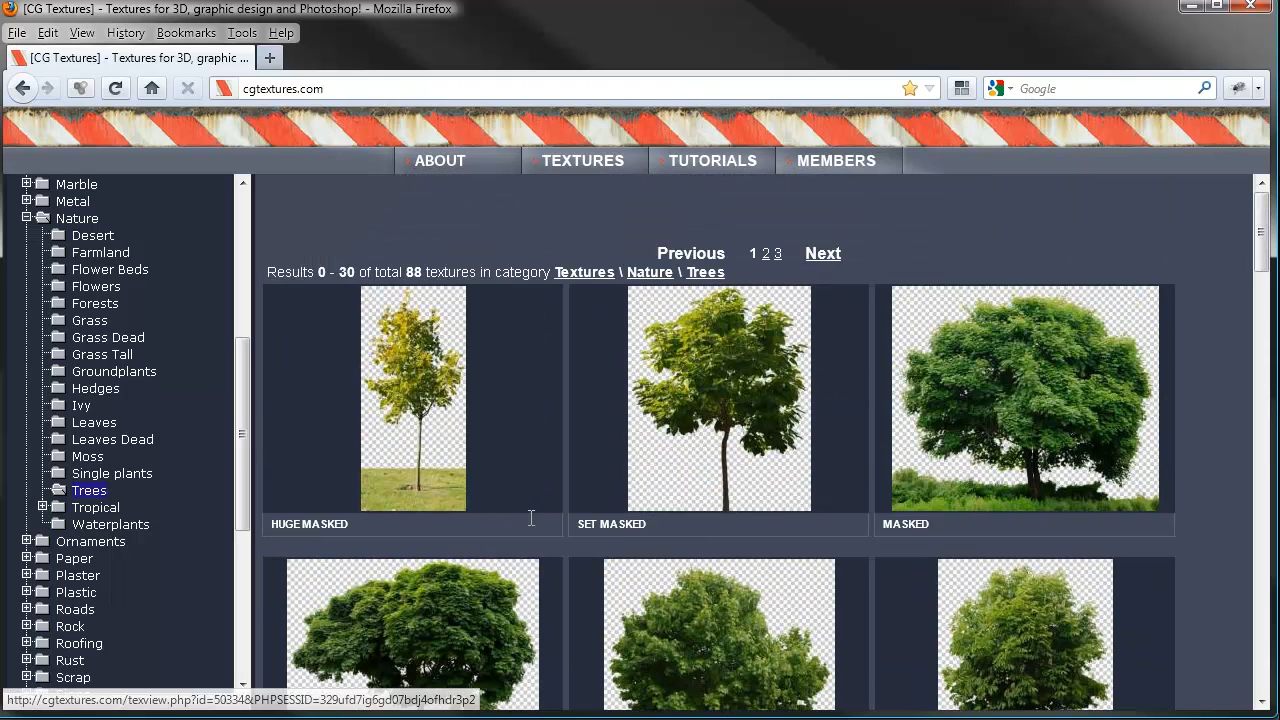 [CG Textures] - Textures for 3D, graphic design and Photoshop! - Mozilla Firefox
File Edit View History Bookmarks Tools Help
[CG Textures] - Textures for 3D, graphic ...
cgtextures.com
Google
ABOUT TEXTURES TUTORIALS MEMBERS
Marble
Metal
Nature
Desert
Farmland
Flower Beds
Flowers
Forests
Grass
Grass Dead
Grass Tall
Groundplants
Hedges
Ivy
Leaves
Leaves Dead
Moss
Single plants
Trees
Tropical
Waterplants
Ornaments
Paper
Plaster
Plastic
Roads
Rock
Roofing
Rust
Scrap
Previous 1 2 3 Next
Results 0 - 30 of total 88 textures in category Textures \ Nature \ Trees
HUGE MASKED
SET MASKED
MASKED
http://cgtextures.com/texview.php?id=50334&PHPSESSID=329ufd7ig6gd07bdj4ofhdr3p2